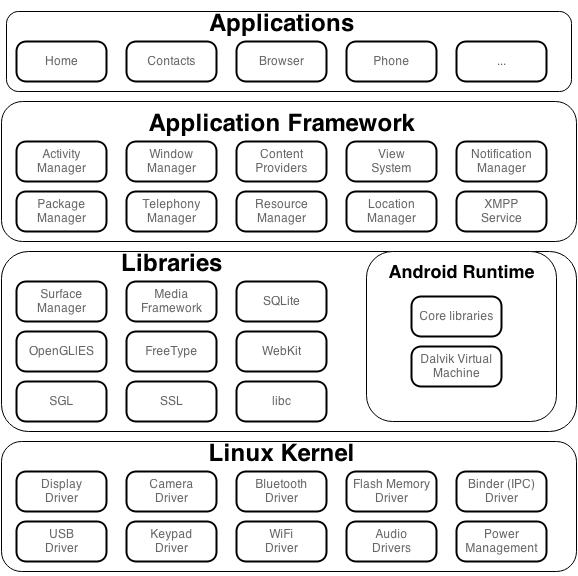 Applications
Home
Contacts
Browser
Phone
...
Application Framework
Activity
Manager
Window
Manager
Content
Providers
View
System
Notification
Manager
Package
Manager
Telephony
Manager
Resource
Manager
Location
Manager
XMPP
Service
Libraries
Surface
Manager
Media
Framework
SQLite
OpenGL|ES
FreeType
WebKit
SGL
SSL
libc
Android Runtime
Core libraries
Dalvik Virtual
Machine
Linux Kernel
Display
Driver
Camera
Driver
Bluetooth
Driver
Flash Memory
Driver
Binder (IPC)
Driver
USB
Driver
Keypad
Driver
WiFi
Driver
Audio
Drivers
Power
Management